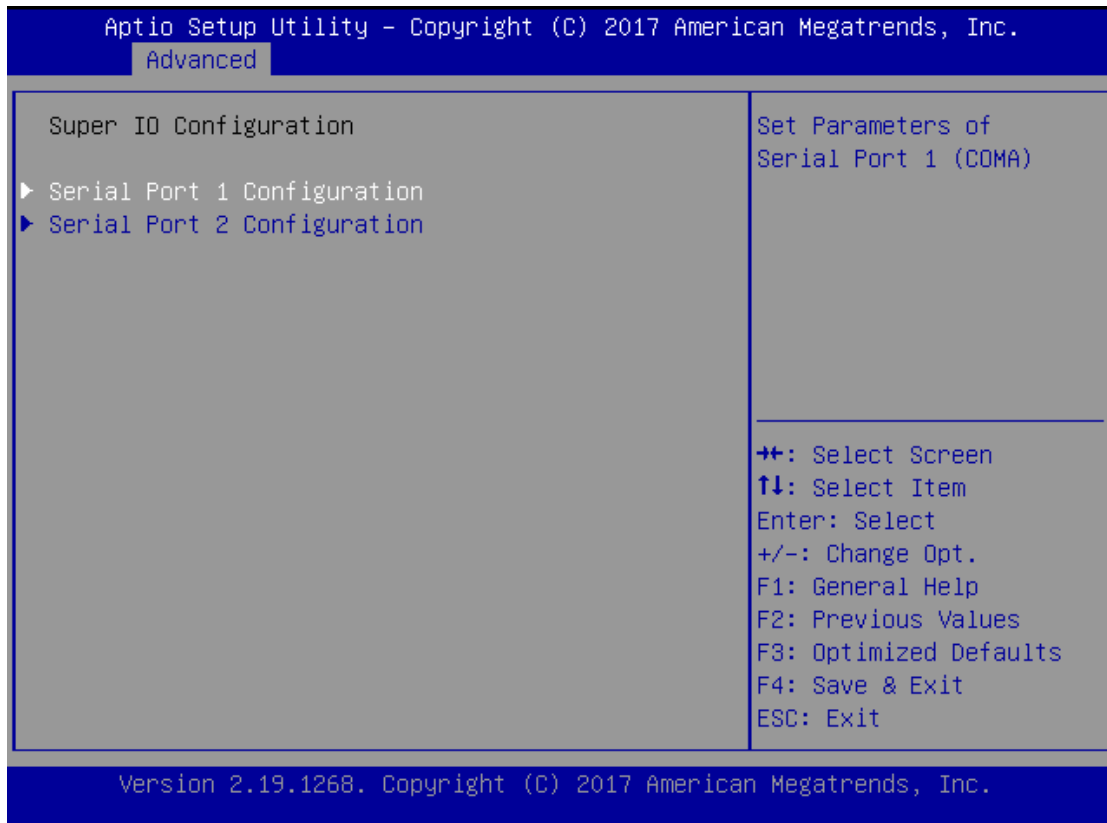 Aptio Setup Utility – Copyright (C) 2017 American Megatrends, Inc.
Advanced
Super IO Configuration
▶ Serial Port 1 Configuration
▶ Serial Port 2 Configuration
Set Parameters of
Serial Port 1 (COMA)
→←: Select Screen
↑↓: Select Item
Enter: Select
+/-: Change Opt.
F1: General Help
F2: Previous Values
F3: Optimized Defaults
F4: Save & Exit
ESC: Exit
Version 2.19.1268. Copyright (C) 2017 American Megatrends, Inc.